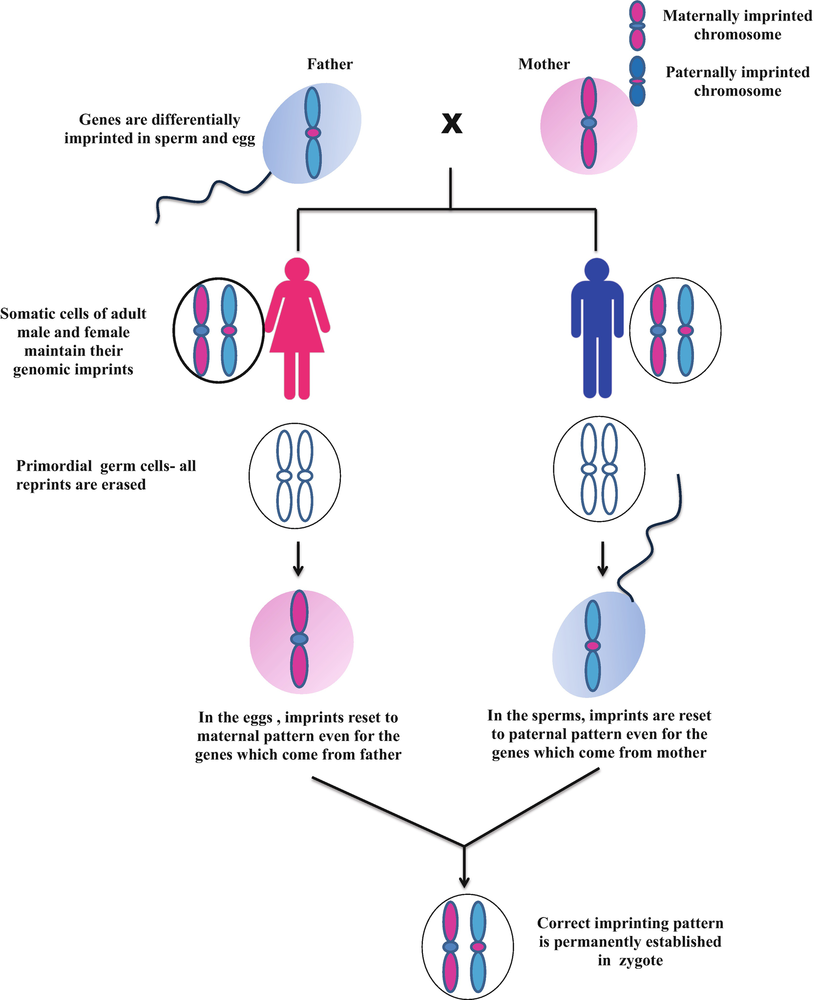 Maternally imprinted
chromosome
Father
Mother
Paternally imprinted
chromosome
Genes are differentially
imprinted in sperm and egg
X
Somatic cells of adult
male and female
maintain their
genomic imprints
Primordial germ cells- all
reprints are erased
In the eggs , imprints reset to
maternal pattern even for the
genes which come from father
In the sperms, imprints are reset
to paternal pattern even for the
genes which come from mother
Correct imprinting pattern
is permanently established
in zygote